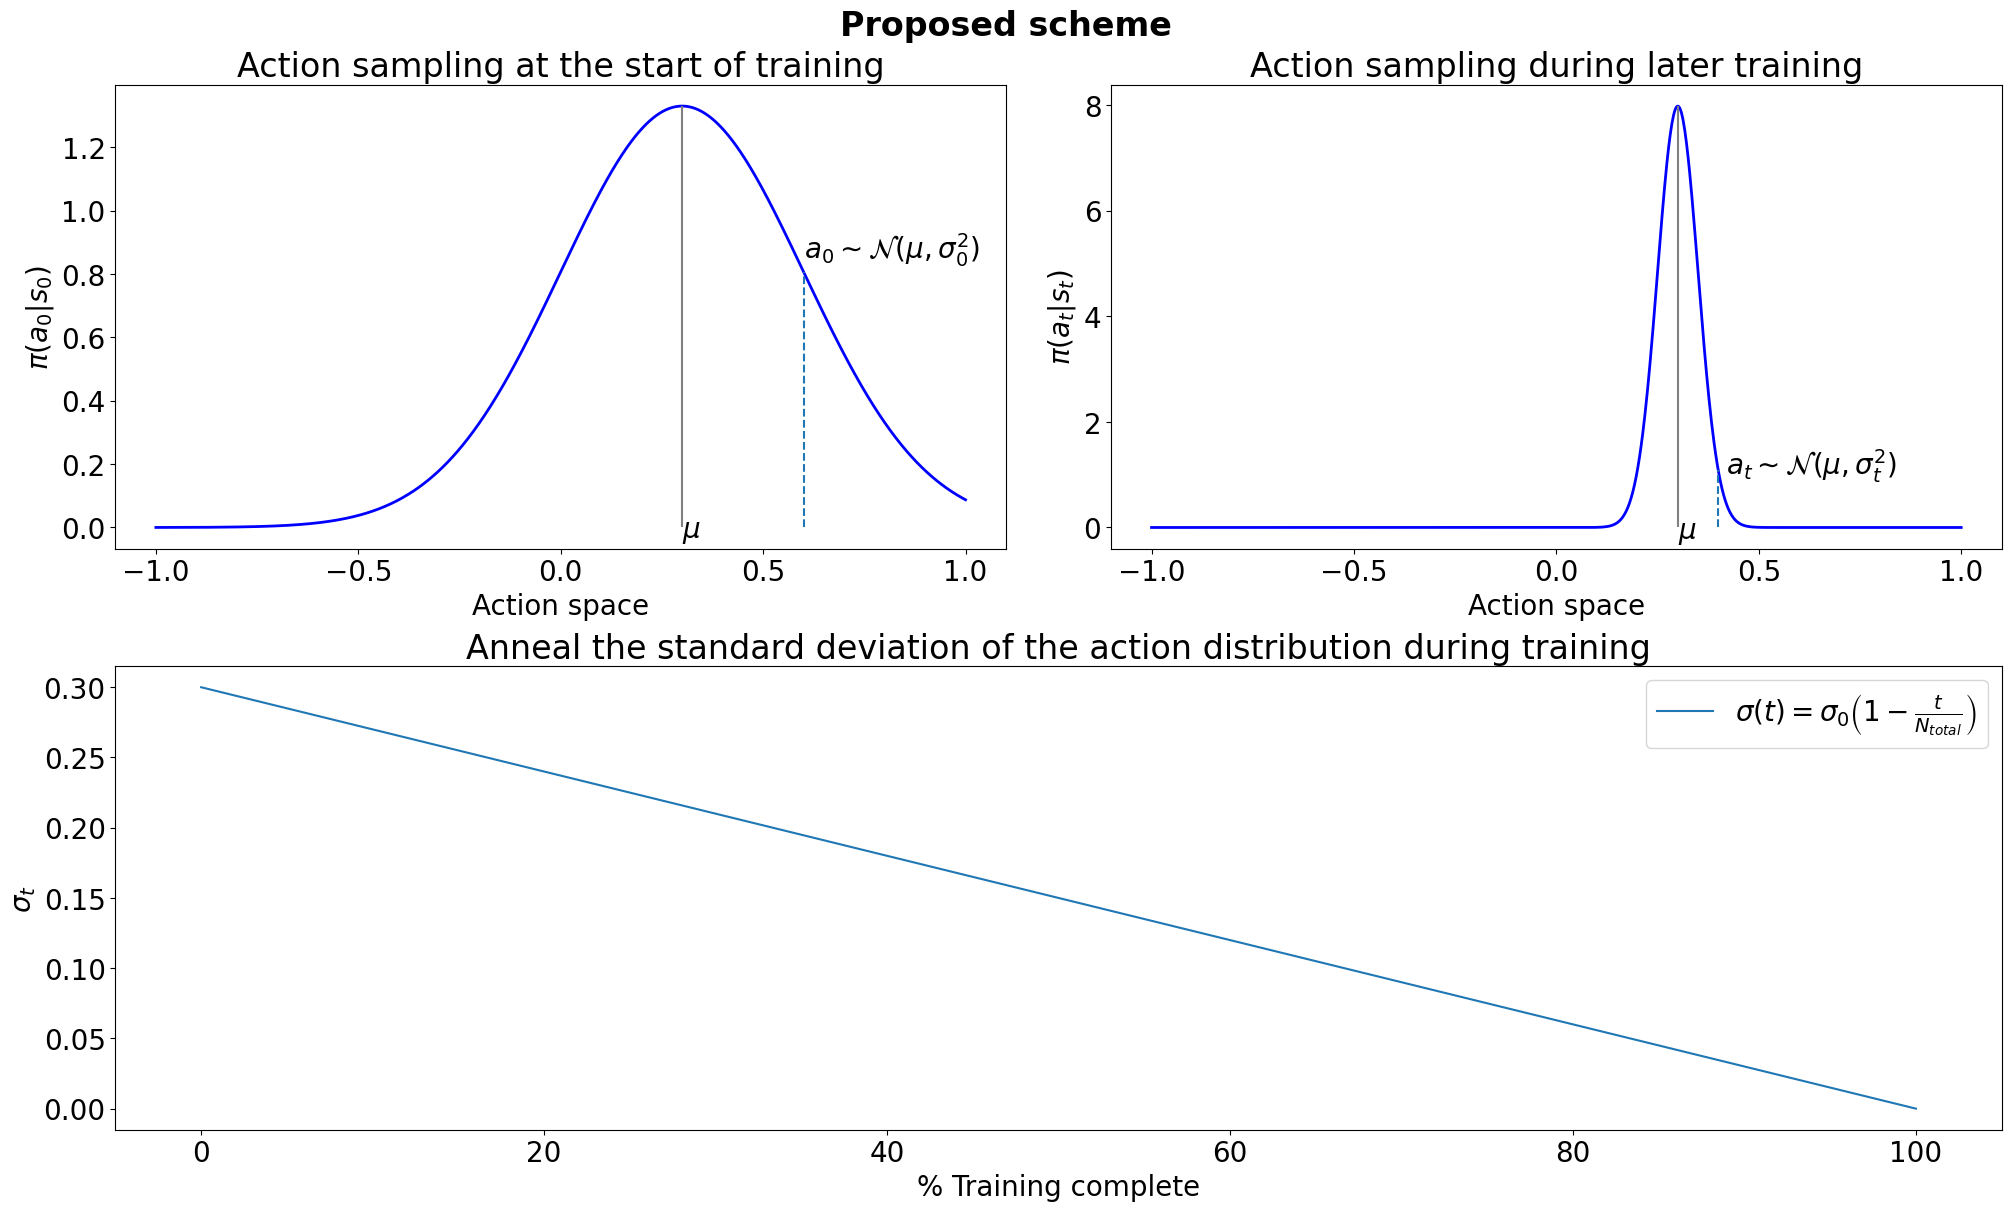 Proposed scheme
Action sampling at the start of training
π(a₀|s₀)
1.2
1.0
0.8
0.6
0.4
0.2
0.0
a₀ ~ 𝒩(μ, σ₀²)
μ
−1.0 −0.5 0.0 0.5 1.0
Action space
Action sampling during later training
π(aₜ|sₜ)
8
6
4
2
0
aₜ ~ 𝒩(μ, σₜ²)
μ
−1.0 −0.5 0.0 0.5 1.0
Action space
Anneal the standard deviation of the action distribution during training
σₜ
0.30
0.25
0.20
0.15
0.10
0.05
0.00
σ(t) = σ₀(1 − t/N_total)
0 20 40 60 80 100
% Training complete